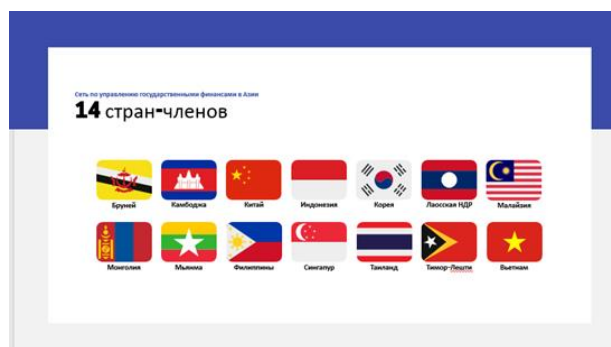 Сеть по управлению государственными финансами в Азии
14 стран-членов
Бруней Камбоджа Китай Индонезия Корея Лаосская НДР Малайзия
Монголия Мьянма Филиппины Сингапур Таиланд Тимор-Лешти Вьетнам